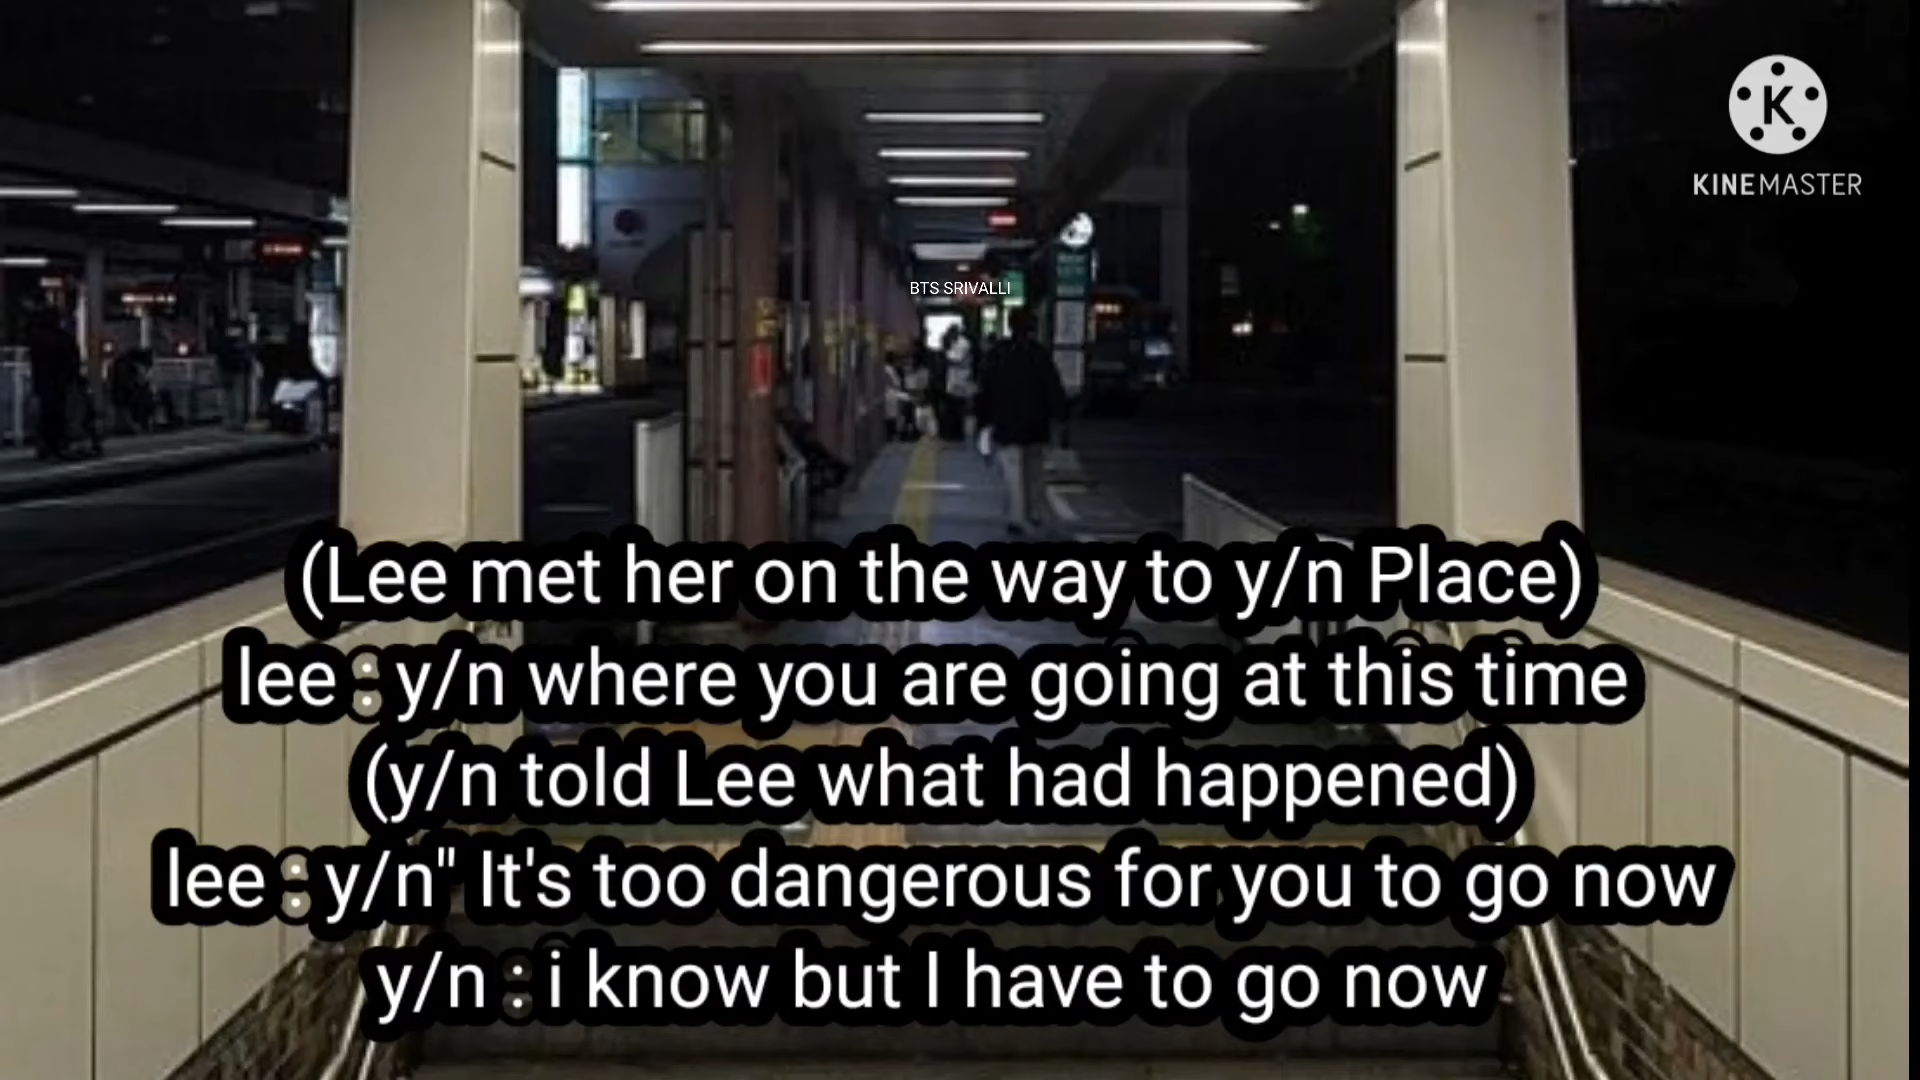 KINEMASTER
BTS SRIVALLI
(Lee met her on the way to y/n Place)
lee : y/n where you are going at this time
(y/n told Lee what had happened)
lee : y/n" It's too dangerous for you to go now
y/n : i know but I have to go now